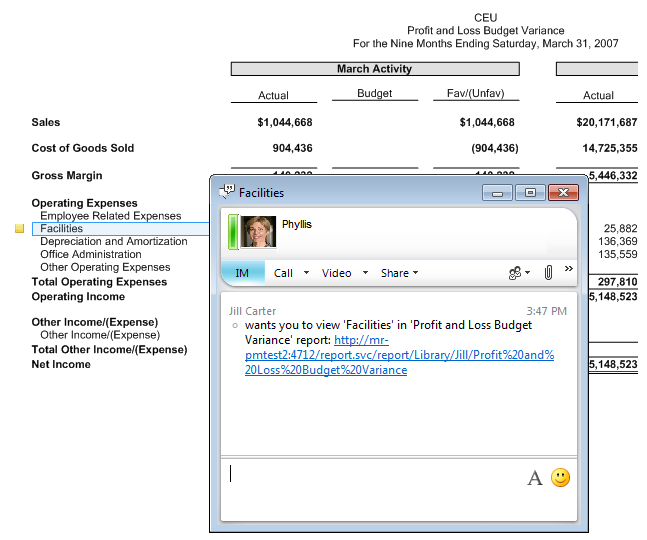 CEU
Profit and Loss Budget Variance
For the Nine Months Ending Saturday, March 31, 2007
March Activity
Actual Budget Fav/(Unfav) Actual
Sales $1,044,668 $1,044,668 $20,171,687
Cost of Goods Sold 904,436 (904,436) 14,725,355
Gross Margin 5,446,332
Operating Expenses
Employee Related Expenses
Facilities 25,882
Depreciation and Amortization 136,369
Office Administration 135,559
Other Operating Expenses
Total Operating Expenses 297,810
Operating Income 5,148,523
Other Income/(Expense)
Other Income/(Expense)
Total Other Income/(Expense)
Net Income 5,148,523
Facilities
Phyllis
IM Call Video Share
Jill Carter 3:47 PM
wants you to view 'Facilities' in 'Profit and Loss Budget
Variance' report: http://mr-
pmtest2:4712/report.svc/report/Library/Jill/Profit%20and%
20Loss%20Budget%20Variance
A